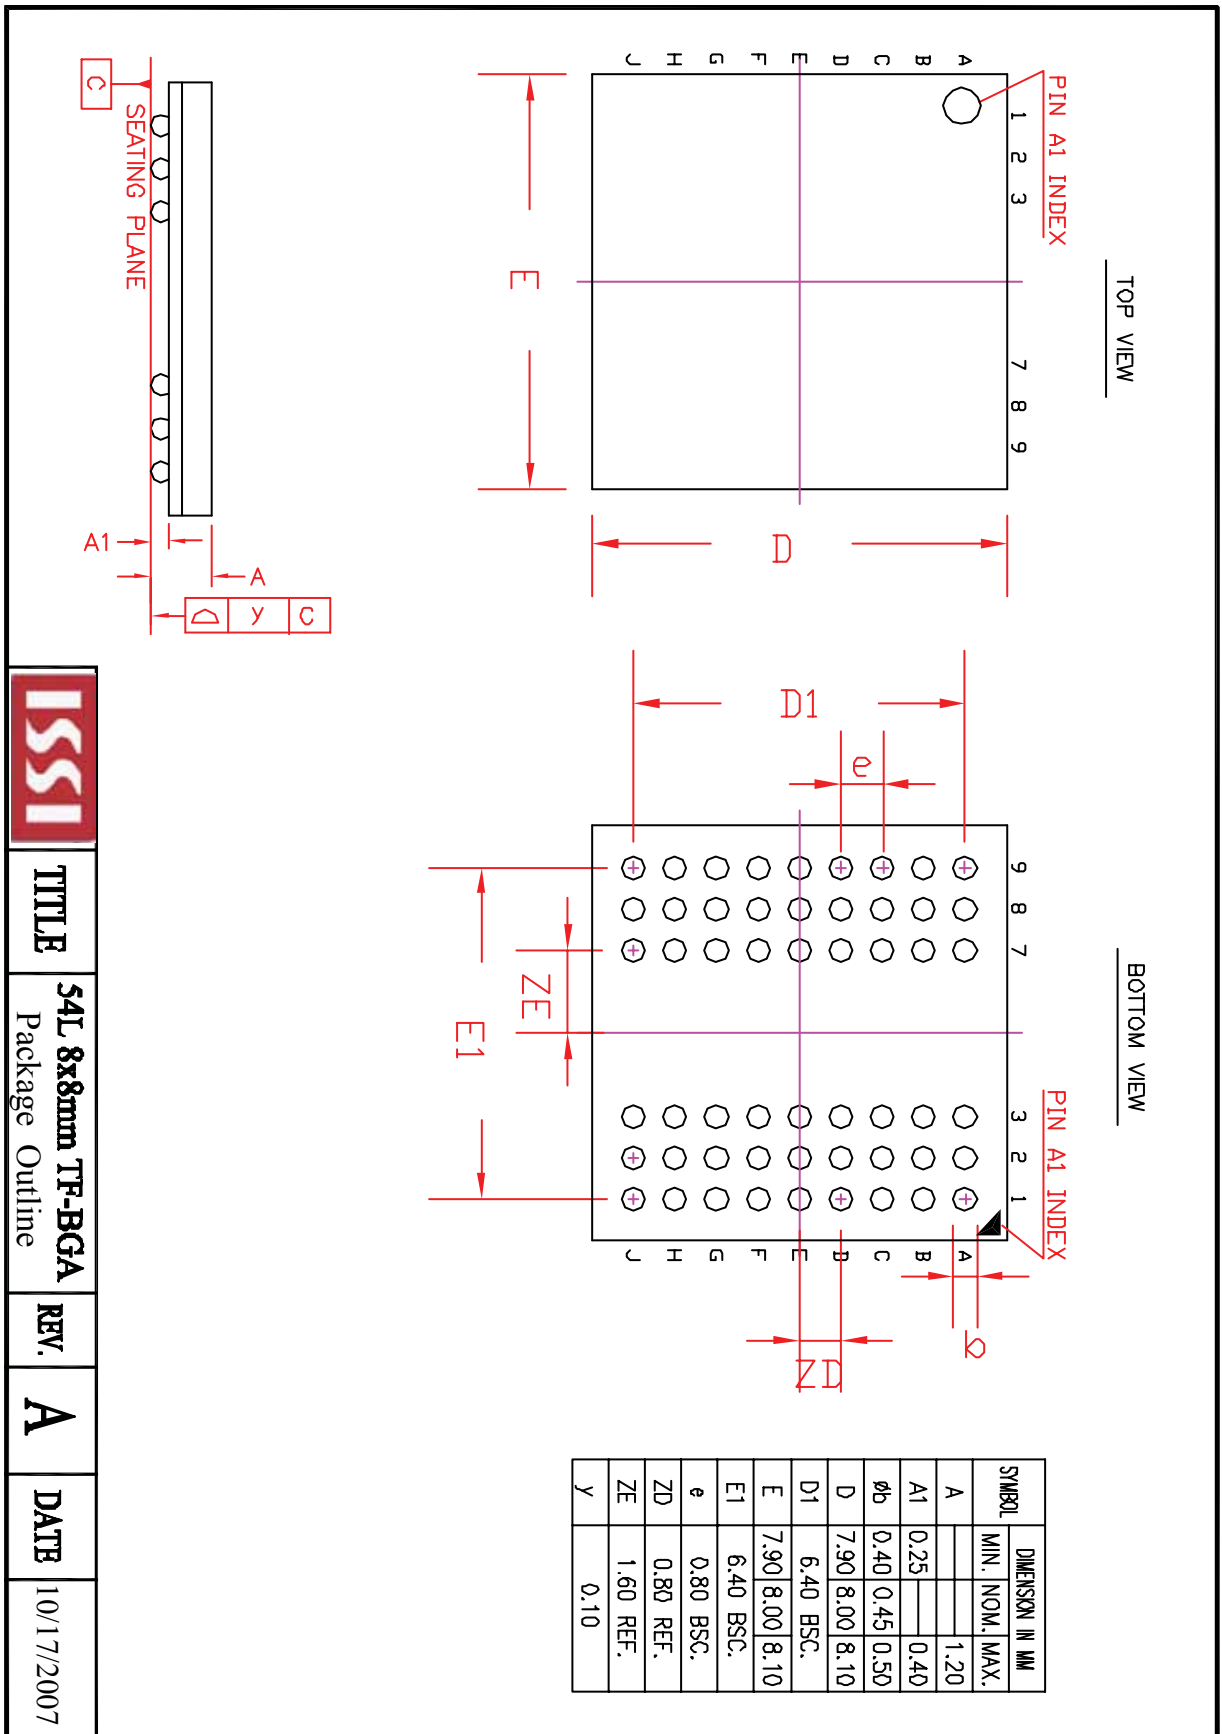 TOP VIEW
PIN A1 INDEX
1 2 3 7 8 9
A
B
C
D
E
F
G
H
J
D
E
SEATING PLANE
C
A1
A
y C
BOTTOM VIEW
PIN A1 INDEX
9 8 7 3 2 1
A
B
C
D
E
F
G
H
J
D1
e
ZE
E1
b
ZD
SYMBOL DIMENSION IN MM
MIN. NOM. MAX.
A 1.20
A1 0.25 0.40
Øb 0.40 0.45 0.50
D 7.90 8.00 8.10
D1 6.40 BSC.
E 7.90 8.00 8.10
E1 6.40 BSC.
e 0.80 BSC.
ZD 0.80 REF.
ZE 1.60 REF.
y 0.10
ISSI
TITLE
54L 8x8mm TF-BGA
Package Outline
REV.
A
DATE
10/17/2007